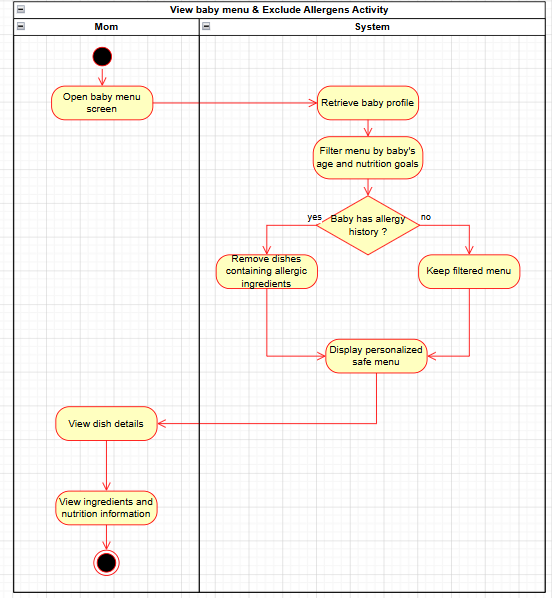 View baby menu & Exclude Allergens Activity
Mom
System
Open baby menu
screen
Retrieve baby profile
Filter menu by baby's
age and nutrition goals
Baby has allergy
history ?
yes
no
Remove dishes
containing allergic
ingredients
Keep filtered menu
Display personalized
safe menu
View dish details
View ingredients and
nutrition information